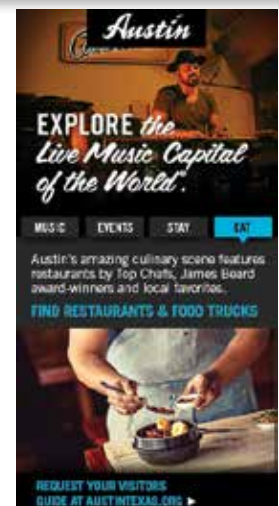 Austin
EXPLORE the
Live Music Capital
of the World®.
MUSIC EVENTS STAY EAT
Austin's amazing culinary scene features
restaurants by Top Chefs, James Beard
award-winners and local favorites.
FIND RESTAURANTS & FOOD TRUCKS
REQUEST YOUR VISITORS
GUIDE AT AUSTINTEXAS.ORG ▶